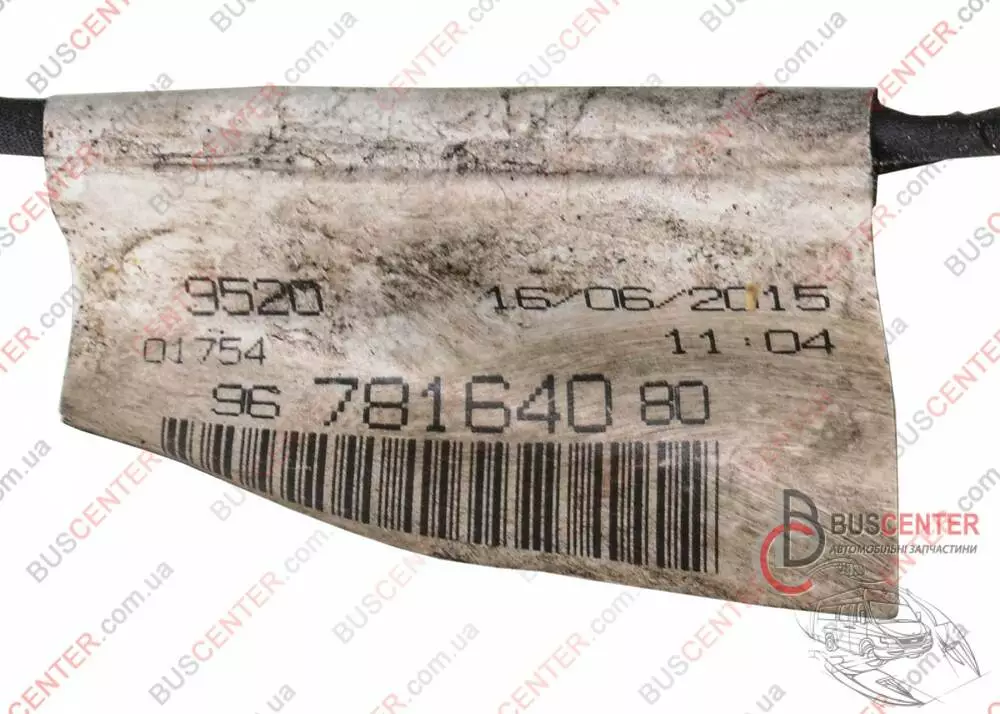 9520 16/06/2015
01754 11:04
96 781640 80
BUSCENTER
АВТОМОБІЛЬНІ ЗАПЧАСТИНИ
BUSCENTER.com.ua